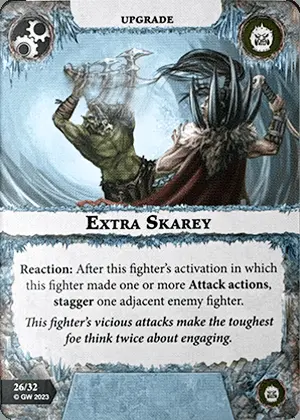 UPGRADE
EXTRA SKAREY
Reaction: After this fighter's activation in which
this fighter made one or more Attack actions,
stagger one adjacent enemy fighter.
This fighter's vicious attacks make the toughest
foe think twice about engaging.
26/32
© GW 2023